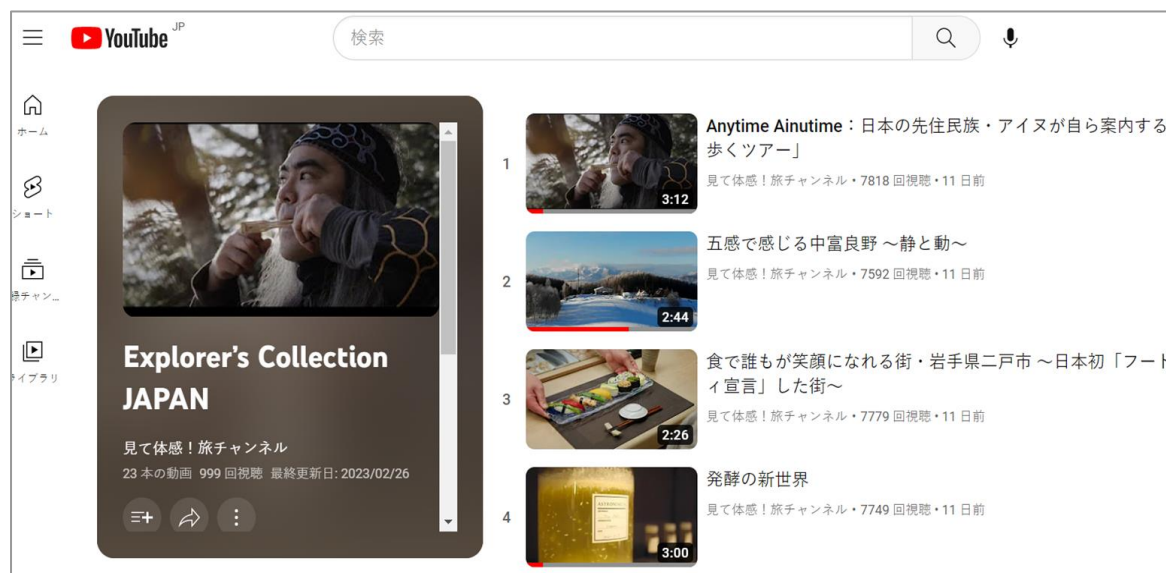 YouTube JP
検索
ホーム
ショート
録チャン...
イブラリ
Explorer's Collection
JAPAN
見て体感！旅チャンネル
23 本の動画 999 回視聴 最終更新日: 2023/02/26
1
3:12
Anytime Ainutime：日本の先住民族・アイヌが自ら案内する
歩くツアー」
見て体感！旅チャンネル • 7818 回視聴 • 11 日前
2
2:44
五感で感じる中富良野 ～静と動～
見て体感！旅チャンネル • 7592 回視聴 • 11 日前
3
2:26
食で誰もが笑顔になれる街・岩手県二戸市 ～日本初「フード
ィ宣言」した街～
見て体感！旅チャンネル • 7779 回視聴 • 11 日前
4
3:00
発酵の新世界
見て体感！旅チャンネル • 7749 回視聴 • 11 日前